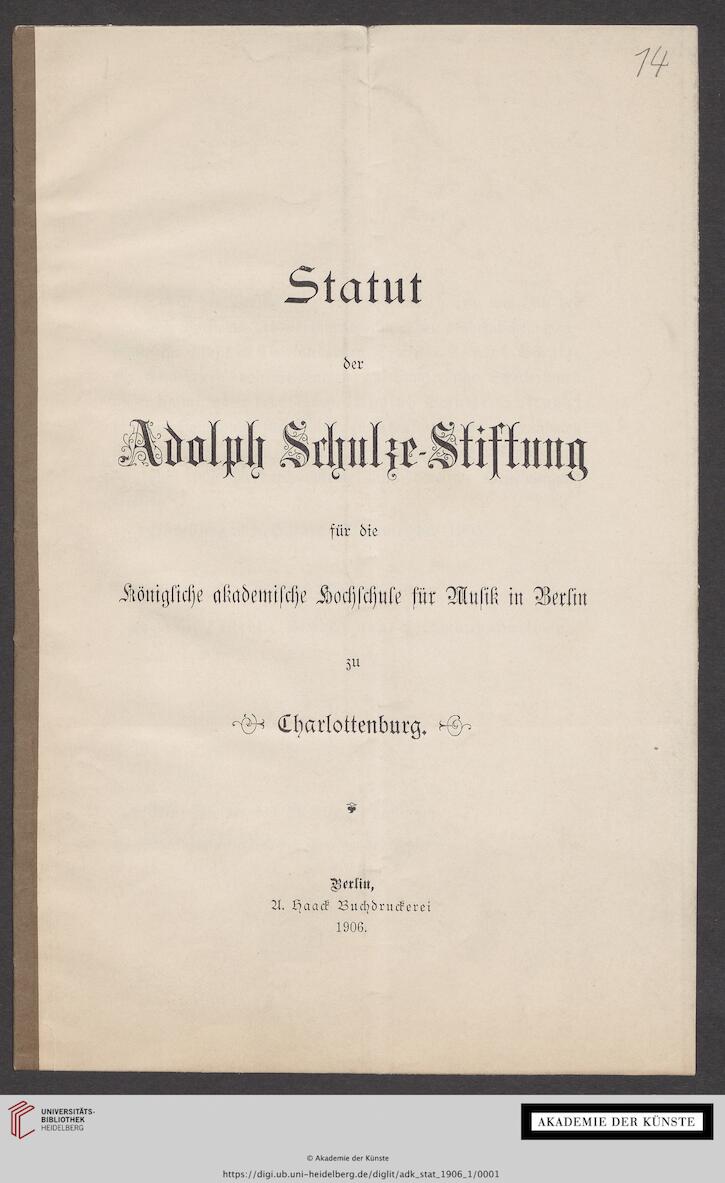 14
Statut
der
Adolph Schulze-Stiftung
für die
Königliche akademische Hochschule für Musik in Berlin
zu
Charlottenburg.
Berlin,
A. Haack Buchdruckerei
1906.
UNIVERSITÄTS-
BIBLIOTHEK
HEIDELBERG
AKADEMIE DER KÜNSTE
© Akademie der Künste
https://digi.ub.uni-heidelberg.de/diglit/adk_stat_1906_1/0001